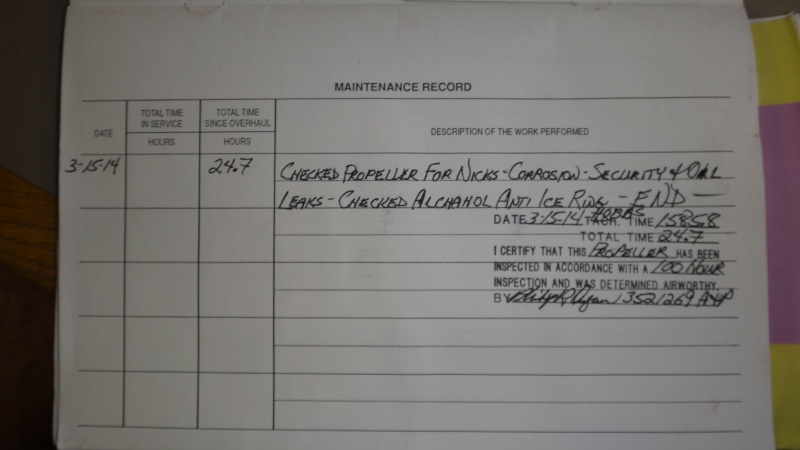 MAINTENANCE RECORD
DATE
TOTAL TIME IN SERVICE
HOURS
TOTAL TIME SINCE OVERHAUL
HOURS
DESCRIPTION OF THE WORK PERFORMED
3-15-14 24.7 CHECKED PROPELLER FOR NICKS-CORROSION-SECURITY & OIL
LEAKS-CHECKED ALCHAHOL ANTI ICE RING - END -
HOBBS
DATE 3-15-14 TACH. TIME 1585.8
TOTAL TIME 24.7
I CERTIFY THAT THIS PROPELLER HAS BEEN
INSPECTED IN ACCORDANCE WITH A 100 HOUR
INSPECTION AND WAS DETERMINED AIRWORTHY.
BY 3521269 A&P